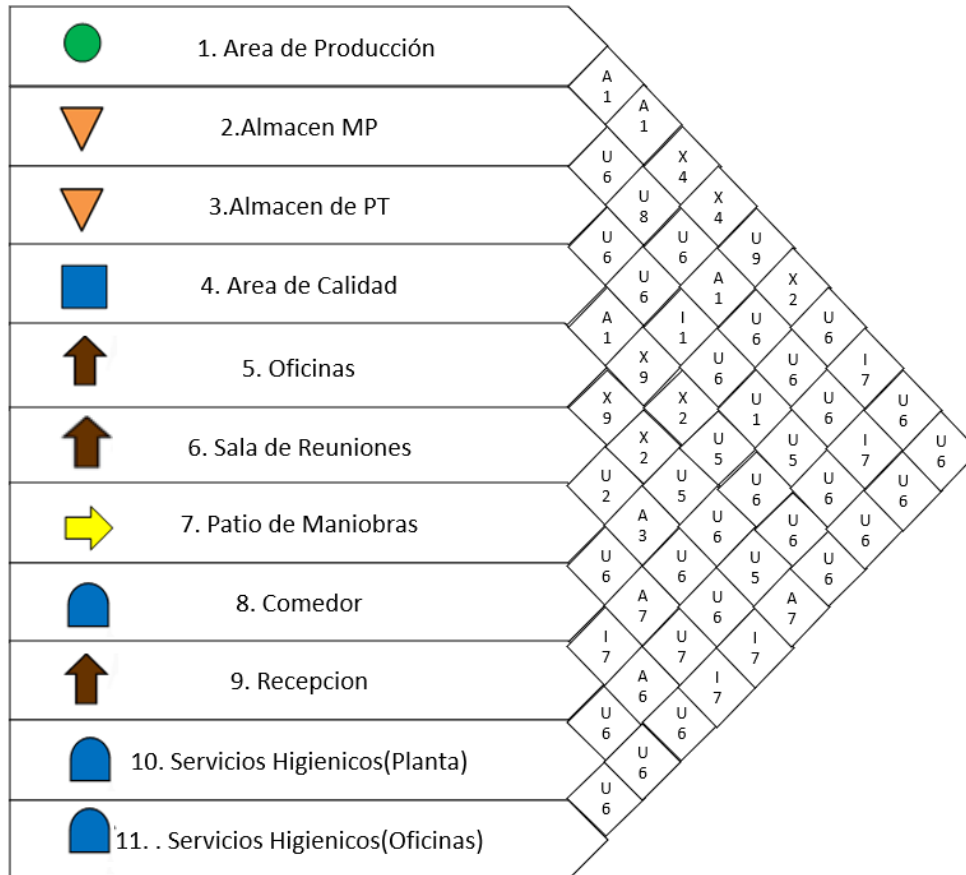 1. Area de Producción
2.Almacen MP
3.Almacen de PT
4. Area de Calidad
5. Oficinas
6. Sala de Reuniones
7. Patio de Maniobras
8. Comedor
9. Recepcion
10. Servicios Higienicos(Planta)
11. . Servicios Higienicos(Oficinas)
A
1
A
1
X
4
X
4
U
9
X
2
U
6
I
7
U
6
U
6
U
6
U
8
U
6
A
1
U
6
U
6
U
6
I
7
U
6
U
6
U
6
I
1
U
6
U
1
U
5
U
6
U
6
A
1
X
9
X
2
U
5
U
6
U
6
U
6
X
9
X
2
U
5
U
6
U
5
A
7
U
2
A
3
U
6
U
6
I
7
U
6
A
7
U
7
I
7
I
7
A
6
U
6
U
6
U
6
U
6